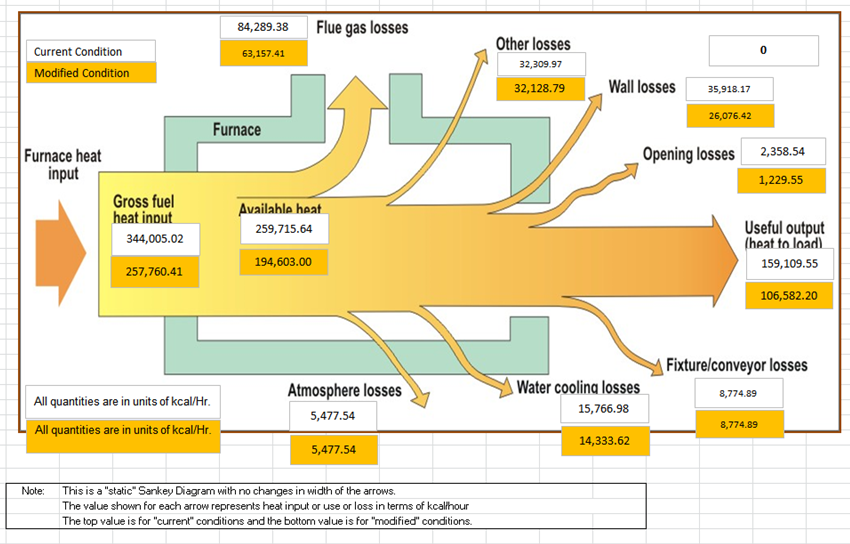 84,289.38
Flue gas losses
63,157.41
Current Condition
Modified Condition
Other losses
32,309.97
32,128.79
0
Wall losses
35,918.17
26,076.42
Furnace
Opening losses
2,358.54
1,229.55
Furnace heat
input
Gross fuel
heat input
344,005.02
257,760.41
Available heat
259,715.64
194,603.00
Useful output
(heat to load)
159,109.55
106,582.20
Atmosphere losses
5,477.54
5,477.54
Water cooling losses
15,766.98
14,333.62
Fixture/conveyor losses
8,774.89
8,774.89
All quantities are in units of kcal/Hr.
All quantities are in units of kcal/Hr.
Note: This is a "static" Sankey Diagram with no changes in width of the arrows.
The value shown for each arrow represents heat input or use or loss in terms of kcal/hour
The top value is for "current" conditions and the bottom value is for "modified" conditions.